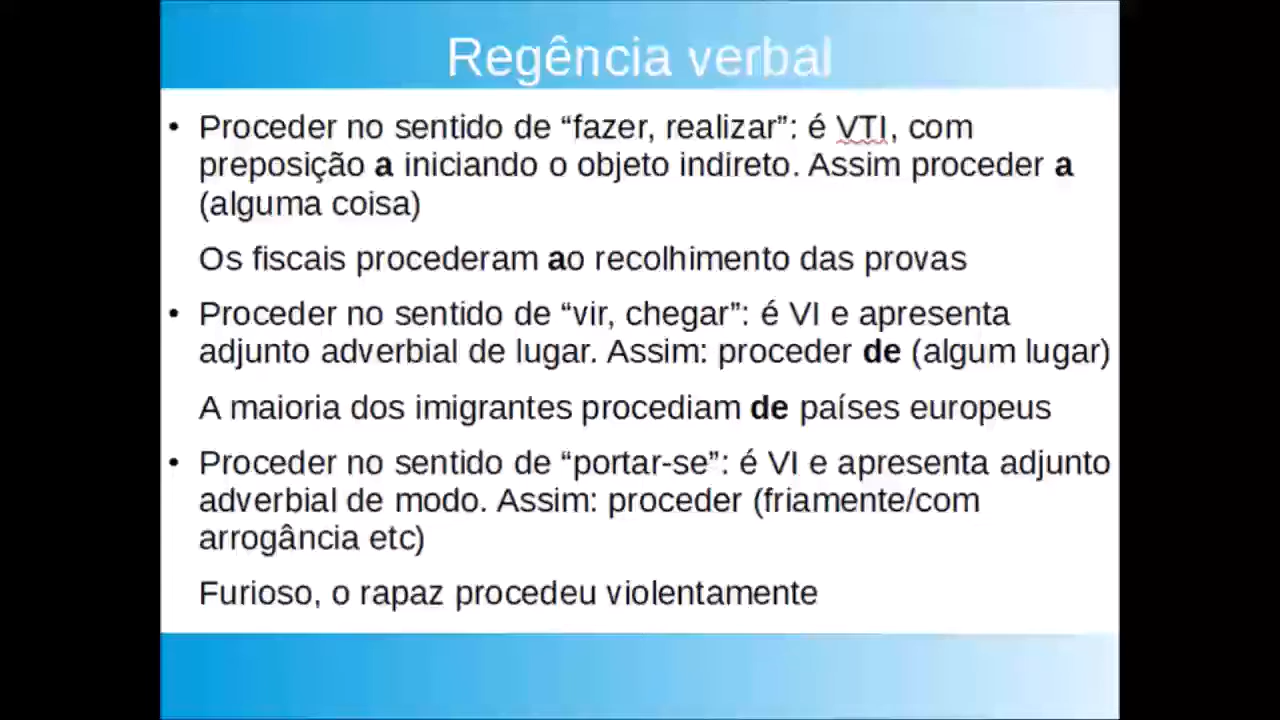 Regência verbal
• Proceder no sentido de “fazer, realizar”: é VTI, com
preposição a iniciando o objeto indireto. Assim proceder a
(alguma coisa)
Os fiscais procederam ao recolhimento das provas
• Proceder no sentido de “vir, chegar”: é VI e apresenta
adjunto adverbial de lugar. Assim: proceder de (algum lugar)
A maioria dos imigrantes procediam de países europeus
• Proceder no sentido de “portar-se”: é VI e apresenta adjunto
adverbial de modo. Assim: proceder (friamente/com
arrogância etc)
Furioso, o rapaz procedeu violentamente